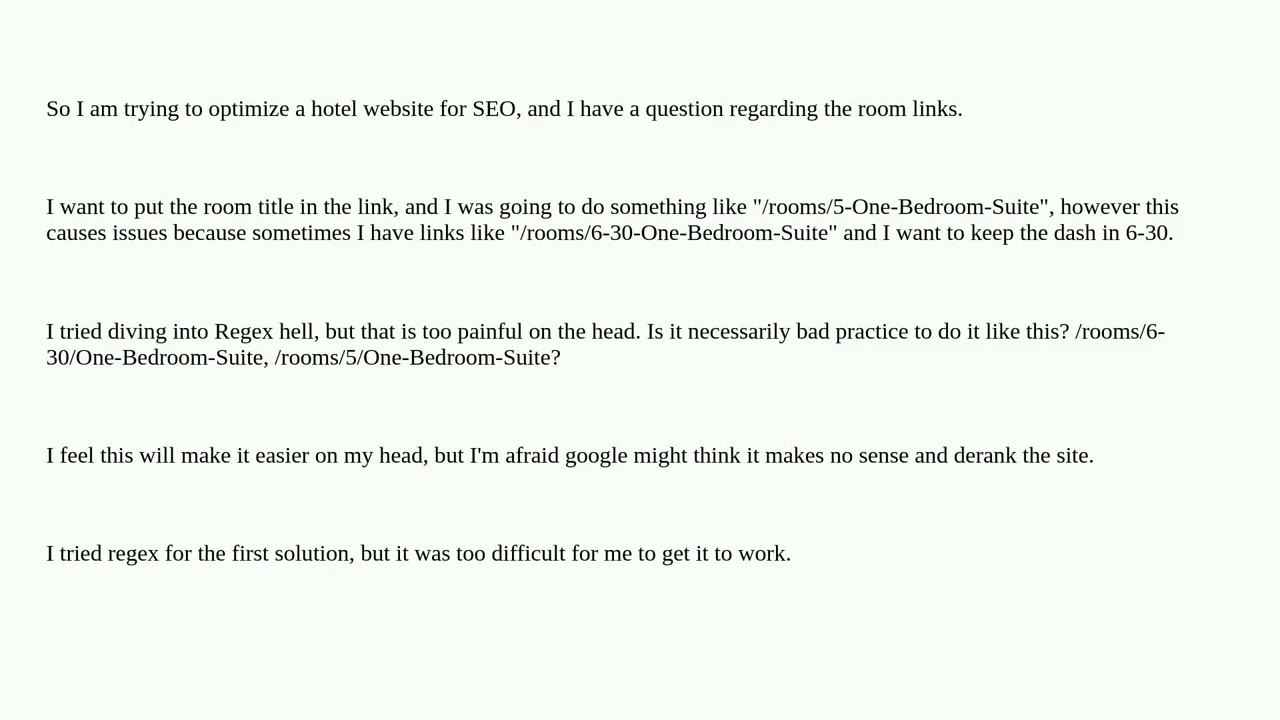 So I am trying to optimize a hotel website for SEO, and I have a question regarding the room links.
I want to put the room title in the link, and I was going to do something like "/rooms/5-One-Bedroom-Suite", however this
causes issues because sometimes I have links like "/rooms/6-30-One-Bedroom-Suite" and I want to keep the dash in 6-30.
I tried diving into Regex hell, but that is too painful on the head. Is it necessarily bad practice to do it like this? /rooms/6-
30/One-Bedroom-Suite, /rooms/5/One-Bedroom-Suite?
I feel this will make it easier on my head, but I'm afraid google might think it makes no sense and derank the site.
I tried regex for the first solution, but it was too difficult for me to get it to work.